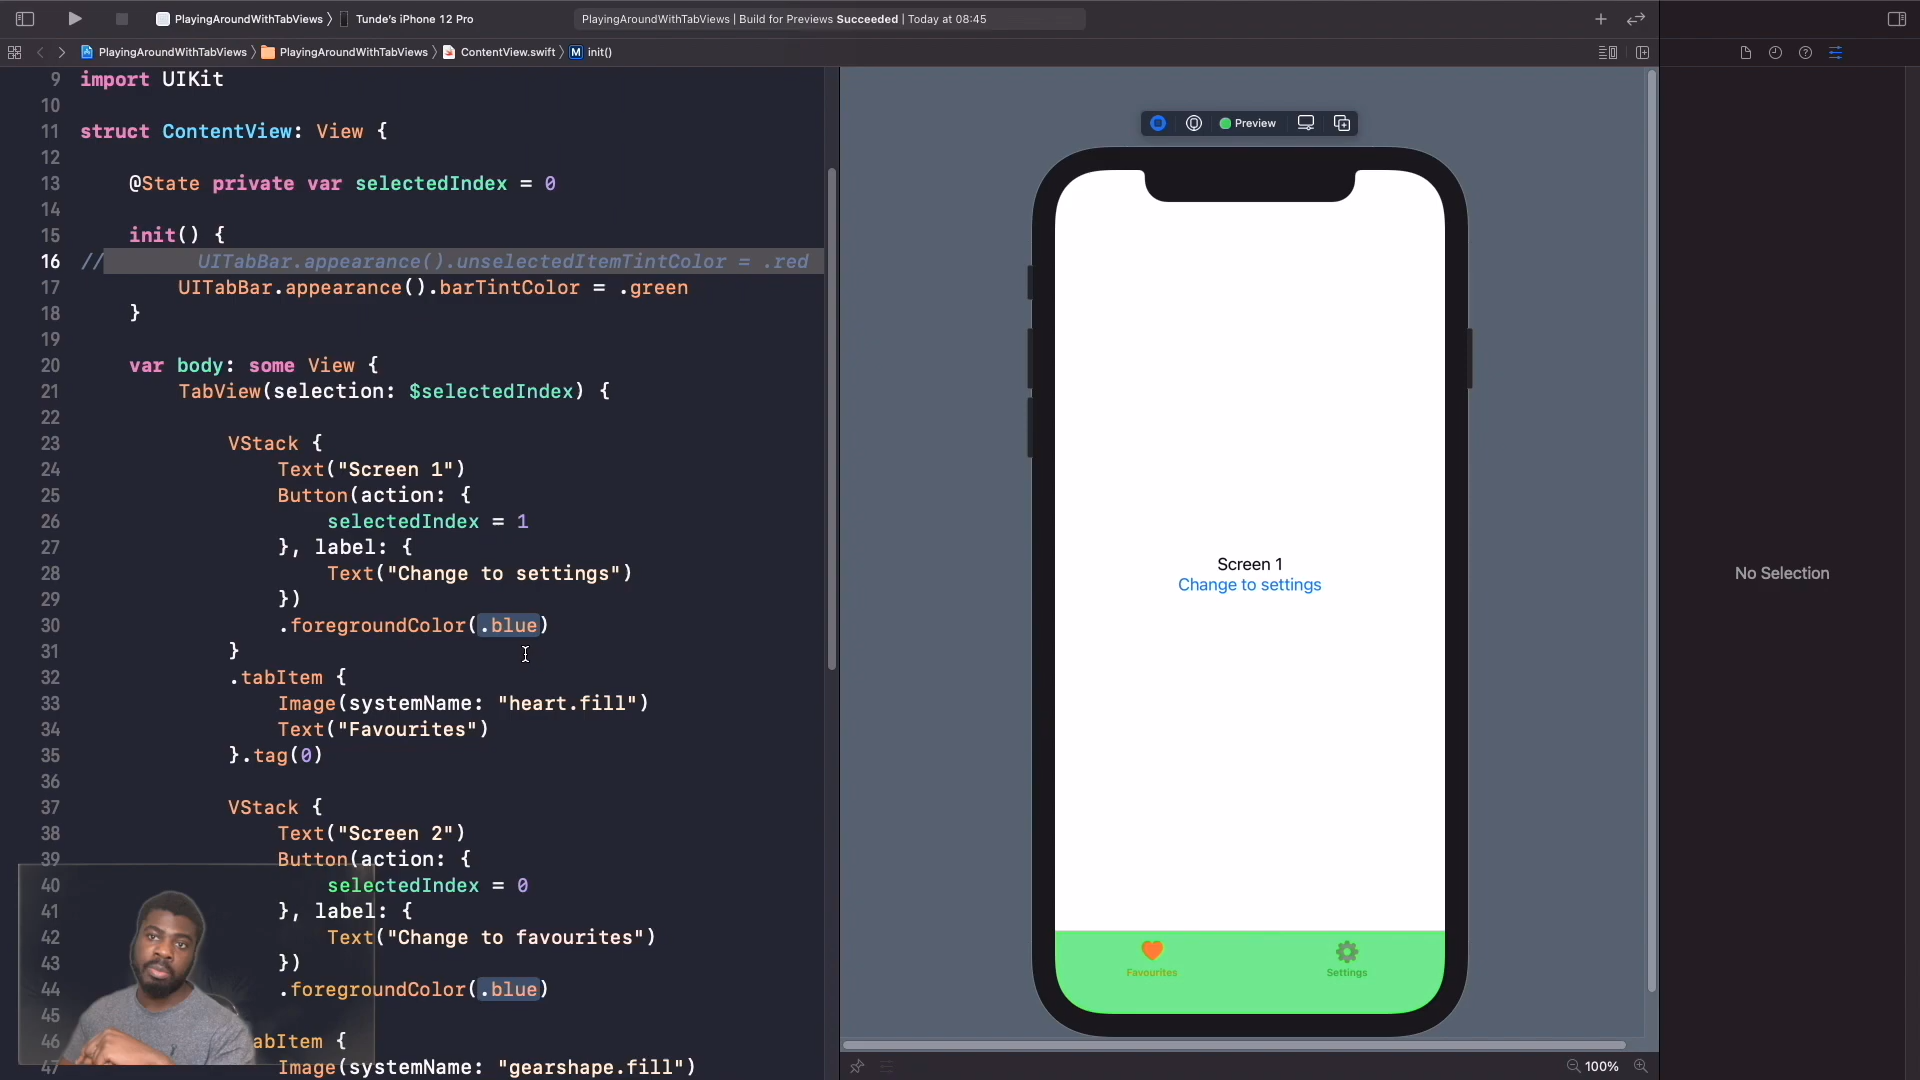 PlayingAroundWithTabViews 〉 Tunde's iPhone 12 Pro
PlayingAroundWithTabViews | Build for Previews Succeeded | Today at 08:45
PlayingAroundWithTabViews 〉 PlayingAroundWithTabViews 〉 ContentView.swift 〉 M init()
9 import UIKit
10
11 struct ContentView: View {
12
13 @State private var selectedIndex = 0
14
15 init() {
16 // UITabBar.appearance().unselectedItemTintColor = .red
17 UITabBar.appearance().barTintColor = .green
18 }
19
20 var body: some View {
21 TabView(selection: $selectedIndex) {
22
23 VStack {
24 Text("Screen 1")
25 Button(action: {
26 selectedIndex = 1
27 }, label: {
28 Text("Change to settings")
29 })
30 .foregroundColor(.blue)
31 }
32 .tabItem {
33 Image(systemName: "heart.fill")
34 Text("Favourites")
35 }.tag(0)
36
37 VStack {
38 Text("Screen 2")
39 Button(action: {
40 selectedIndex = 0
41 }, label: {
42 Text("Change to favourites")
43 })
44 .foregroundColor(.blue)
45
46 abItem {
47 Image(systemName: "gearshape.fill")
Preview
Screen 1
Change to settings
Favourites
Settings
100%
No Selection